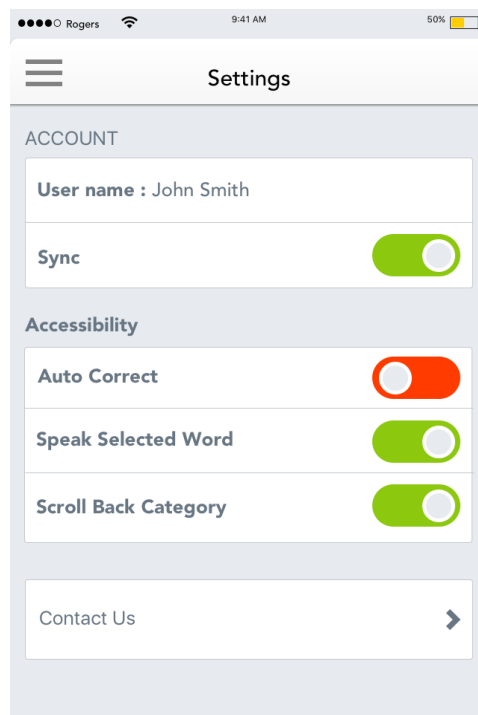 Rogers 9:41 AM 50%
Settings
ACCOUNT
User name : John Smith
Sync
Accessibility
Auto Correct
Speak Selected Word
Scroll Back Category
Contact Us